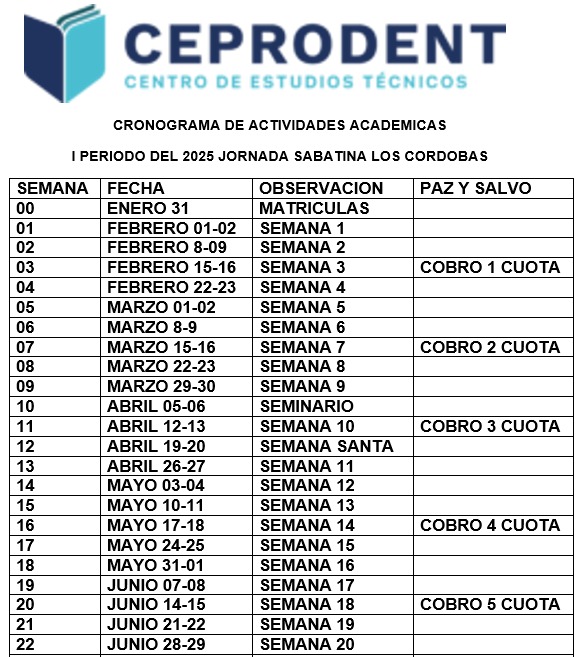 CEPRODENT
CENTRO DE ESTUDIOS TÉCNICOS
CRONOGRAMA DE ACTIVIDADES ACADEMICAS
I PERIODO DEL 2025 JORNADA SABATINA LOS CORDOBAS
SEMANA FECHA OBSERVACION PAZ Y SALVO
00 ENERO 31 MATRICULAS
01 FEBRERO 01-02 SEMANA 1
02 FEBRERO 8-09 SEMANA 2
03 FEBRERO 15-16 SEMANA 3 COBRO 1 CUOTA
04 FEBRERO 22-23 SEMANA 4
05 MARZO 01-02 SEMANA 5
06 MARZO 8-9 SEMANA 6
07 MARZO 15-16 SEMANA 7 COBRO 2 CUOTA
08 MARZO 22-23 SEMANA 8
09 MARZO 29-30 SEMANA 9
10 ABRIL 05-06 SEMINARIO
11 ABRIL 12-13 SEMANA 10 COBRO 3 CUOTA
12 ABRIL 19-20 SEMANA SANTA
13 ABRIL 26-27 SEMANA 11
14 MAYO 03-04 SEMANA 12
15 MAYO 10-11 SEMANA 13
16 MAYO 17-18 SEMANA 14 COBRO 4 CUOTA
17 MAYO 24-25 SEMANA 15
18 MAYO 31-01 SEMANA 16
19 JUNIO 07-08 SEMANA 17
20 JUNIO 14-15 SEMANA 18 COBRO 5 CUOTA
21 JUNIO 21-22 SEMANA 19
22 JUNIO 28-29 SEMANA 20